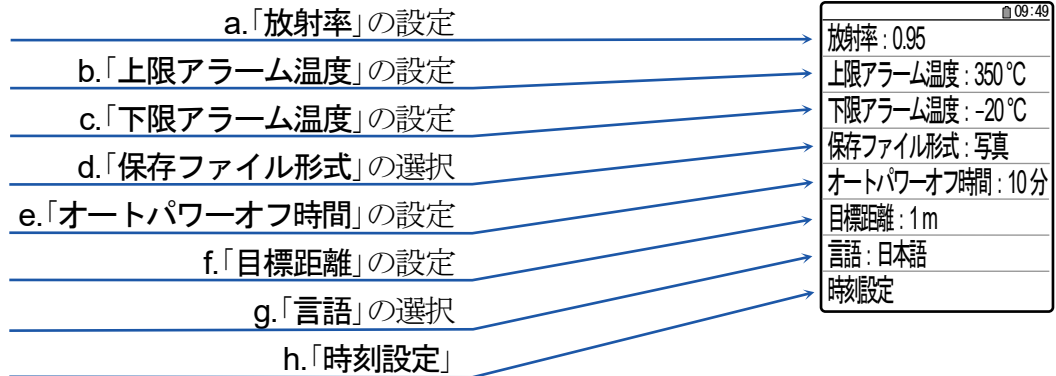 a.「放射率」の設定
b.「上限アラーム温度」の設定
c.「下限アラーム温度」の設定
d.「保存ファイル形式」の選択
e.「オートパワーオフ時間」の設定
f.「目標距離」の設定
g.「言語」の選択
h.「時刻設定」
09:49
放射率 : 0.95
上限アラーム温度 : 350℃
下限アラーム温度 : -20℃
保存ファイル形式 : 写真
オートパワーオフ時間 : 10分
目標距離 : 1m
言語 : 日本語
時刻設定